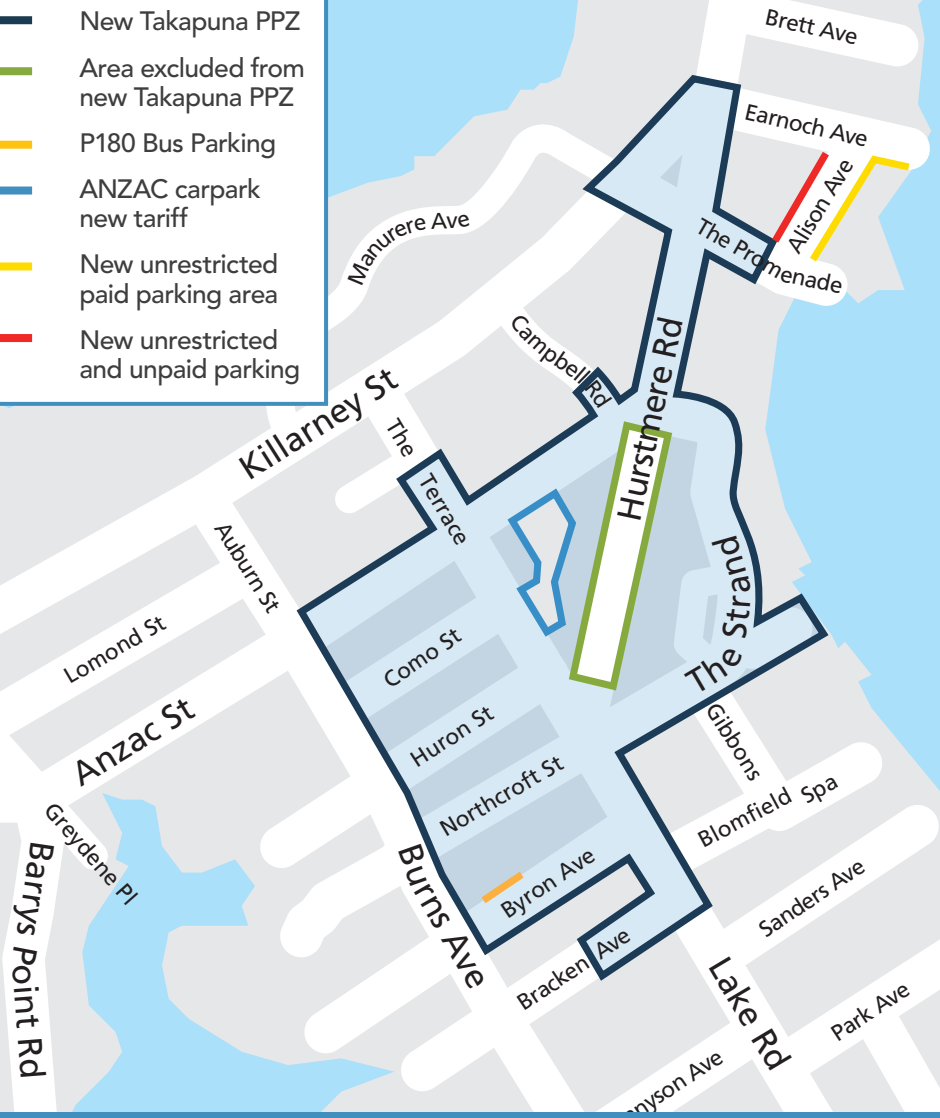 New Takapuna PPZ
Area excluded from
new Takapuna PPZ
P180 Bus Parking
ANZAC carpark
new tariff
New unrestricted
paid parking area
New unrestricted
and unpaid parking
Brett Ave
Earnoch Ave
Alison Ave
The Promenade
Manurere Ave
Campbell Rd
Hurstmere Rd
Killarney St
The
Terrace
Auburn St
The Strand
Lomond St
Como St
Anzac St
Huron St
Gibbons
Northcroft St
Blomfield Spa
Greydene Pl
Barrys Point Rd
Burns Ave
Byron Ave
Sanders Ave
Bracken Ave
Lake Rd
Park Ave
Ave